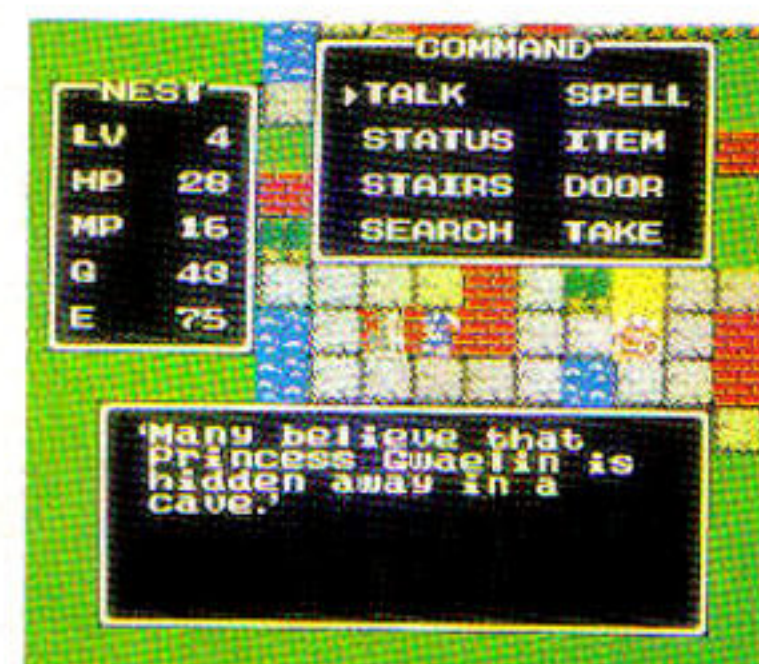 COMMAND
▶TALK SPELL
STATUS ITEM
STAIRS DOOR
SEARCH TAKE
NEST
LV 4
HP 28
MP 16
G 43
E 75
'Many believe that
Princess Gwaelin is
hidden away in a
cave.'